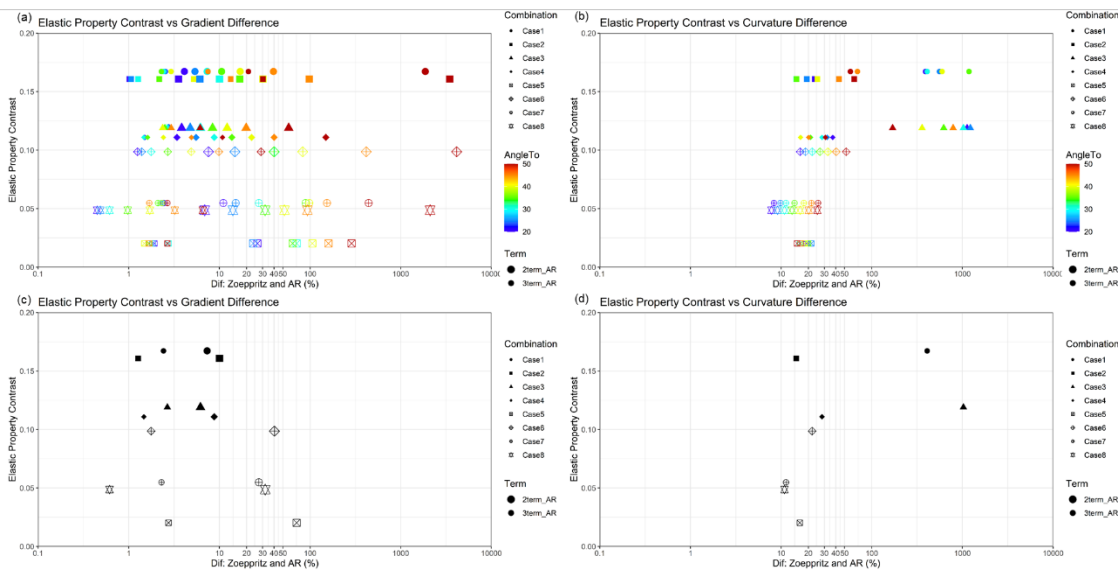 (a) Elastic Property Contrast vs Gradient Difference
0.20
0.15
0.10
0.05
0.00
Elastic Property Contrast
0.1 1 10 20 30 40 50 100 1000 10000
Dif: Zoeppritz and AR (%)
Combination
Case1
Case2
Case3
Case4
Case5
Case6
Case7
Case8
AngleTo
50
40
30
20
Term
2term_AR
3term_AR
(b) Elastic Property Contrast vs Curvature Difference
0.20
0.15
0.10
0.05
0.00
Elastic Property Contrast
0.1 1 10 20 30 40 50 100 1000 10000
Dif: Zoeppritz and AR (%)
Combination
Case1
Case2
Case3
Case4
Case5
Case6
Case7
Case8
AngleTo
50
40
30
20
Term
2term_AR
3term_AR
(c) Elastic Property Contrast vs Gradient Difference
0.20
0.15
0.10
0.05
0.00
Elastic Property Contrast
0.1 1 10 20 30 40 50 100 1000 10000
Dif: Zoeppritz and AR (%)
Combination
Case1
Case2
Case3
Case4
Case5
Case6
Case7
Case8
Term
2term_AR
3term_AR
(d) Elastic Property Contrast vs Curvature Difference
0.20
0.15
0.10
0.05
0.00
Elastic Property Contrast
0.1 1 10 20 30 40 50 100 1000 10000
Dif: Zoeppritz and AR (%)
Combination
Case1
Case2
Case3
Case4
Case5
Case6
Case7
Case8
Term
2term_AR
3term_AR